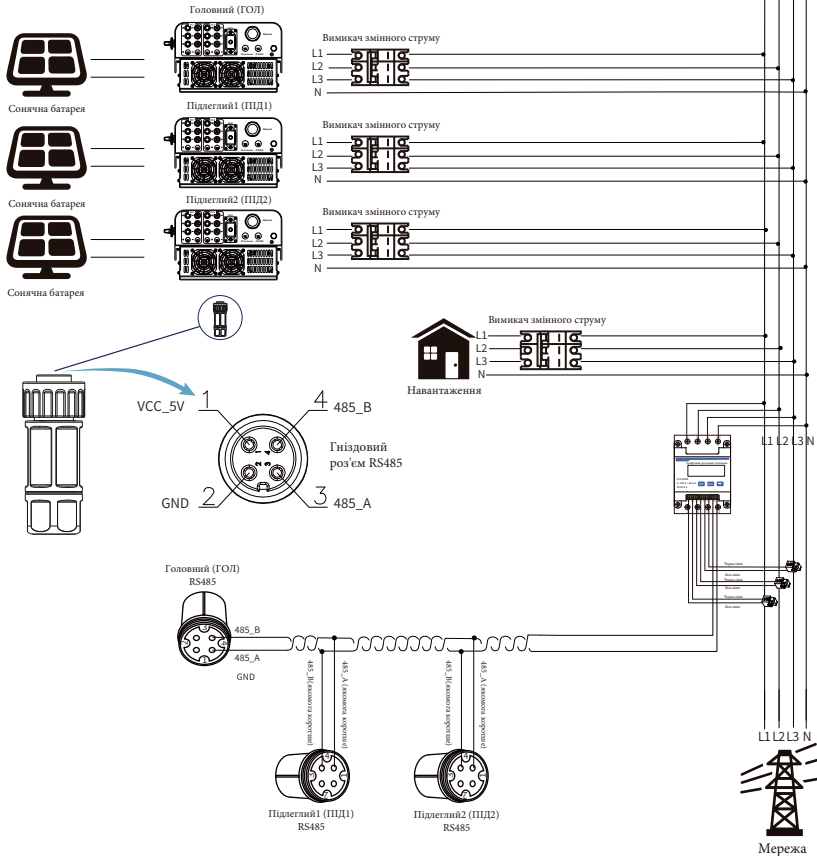 Головний (ГОЛ)
Вимикач змінного струму
L1
L2
L3
N
Сонячна батарея
Підлеглий1 (ПІД1)
Вимикач змінного струму
L1
L2
L3
N
Сонячна батарея
Підлеглий2 (ПІД2)
Вимикач змінного струму
L1
L2
L3
N
Сонячна батарея
Вимикач змінного струму
L1
L2
L3
N
Навантаження
VCC_5V
1
4
485_B
GND
2
3
485_A
1
4
2
3
Гніздовий
роз'єм RS485
L1 L2 L3 N
Головний (ГОЛ)
RS485
485_B
485_A
GND
485_B(якомога коротше)
485_A (якомога коротше)
485_B(якомога коротше)
485_A (якомога коротше)
Підлеглий1 (ПІД1)
RS485
Підлеглий2 (ПІД2)
RS485
L1 L2 L3 N
Мережа